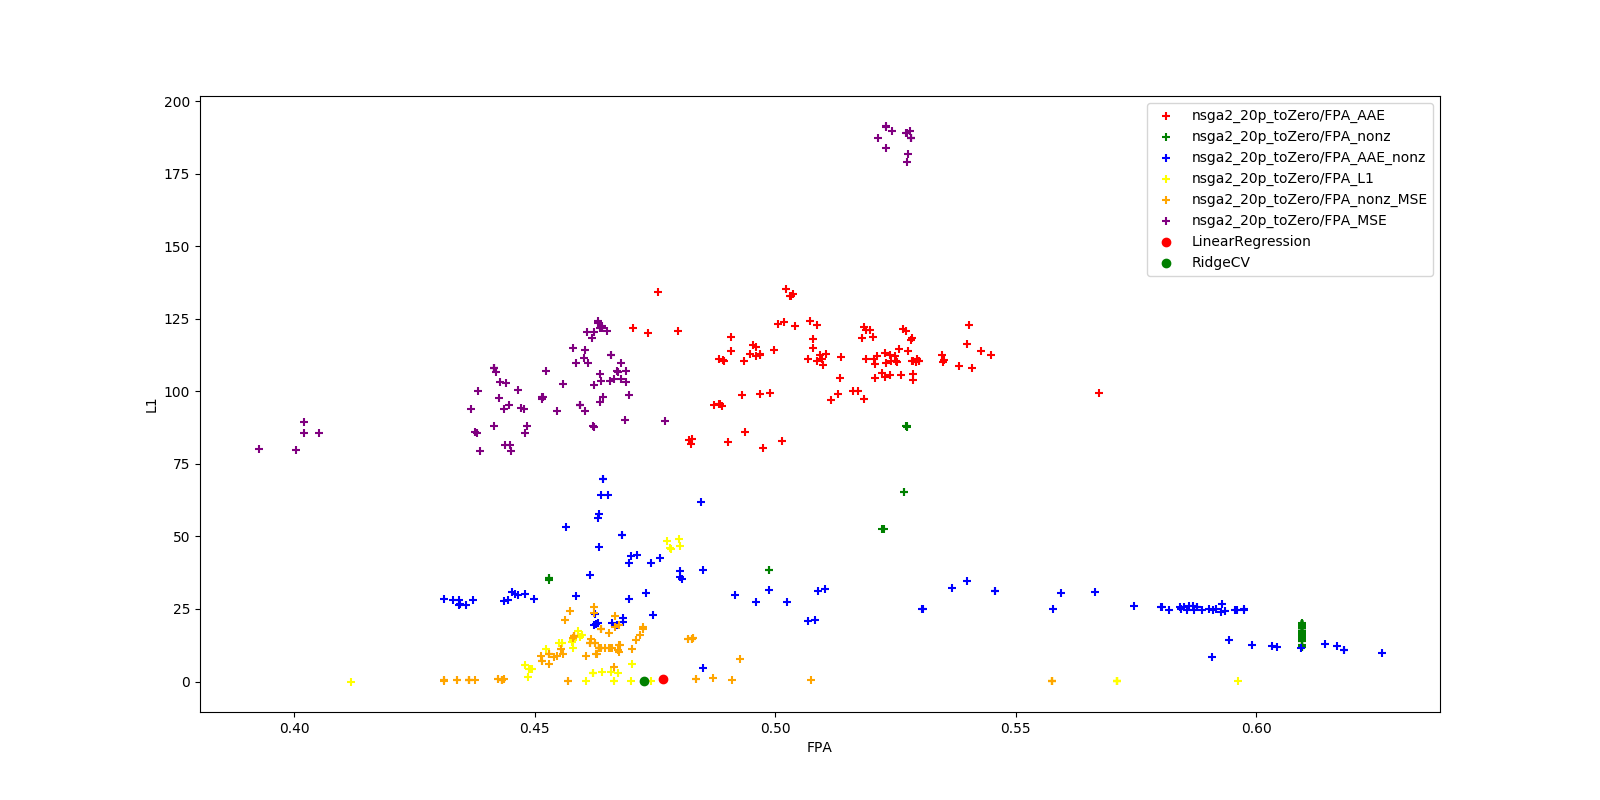 200
175
150
125
100
75
50
25
0
L1
0.40
0.45
0.50
0.55
0.60
FPA
nsga2_20p_toZero/FPA_AAE
nsga2_20p_toZero/FPA_nonz
nsga2_20p_toZero/FPA_AAE_nonz
nsga2_20p_toZero/FPA_L1
nsga2_20p_toZero/FPA_nonz_MSE
nsga2_20p_toZero/FPA_MSE
LinearRegression
RidgeCV